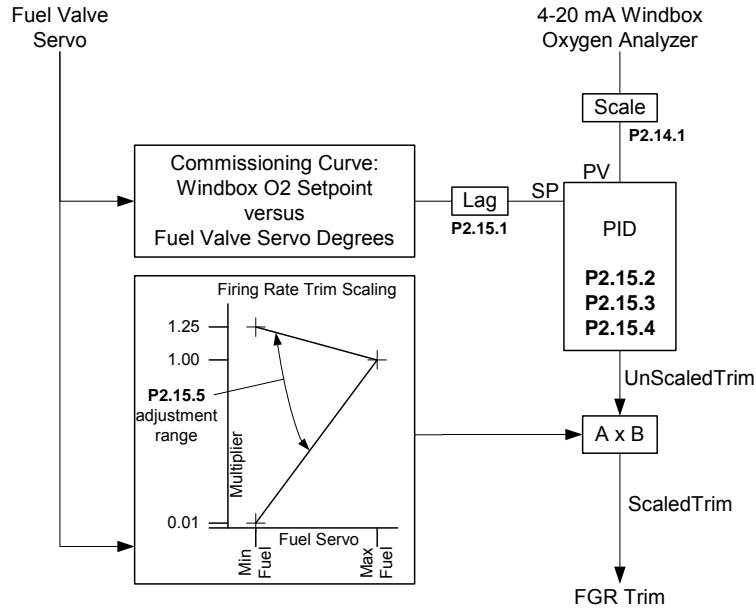 Fuel Valve
Servo
4-20 mA Windbox
Oxygen Analyzer
Scale
P2.14.1
Commissioning Curve:
Windbox O2 Setpoint
versus
Fuel Valve Servo Degrees
Lag
P2.15.1
SP
PV
PID
P2.15.2
P2.15.3
P2.15.4
UnScaledTrim
Firing Rate Trim Scaling
1.25
1.00
P2.15.5
adjustment
range
Multiplier
0.01
Fuel Servo
Min
Fuel
Max
Fuel
A x B
ScaledTrim
FGR Trim